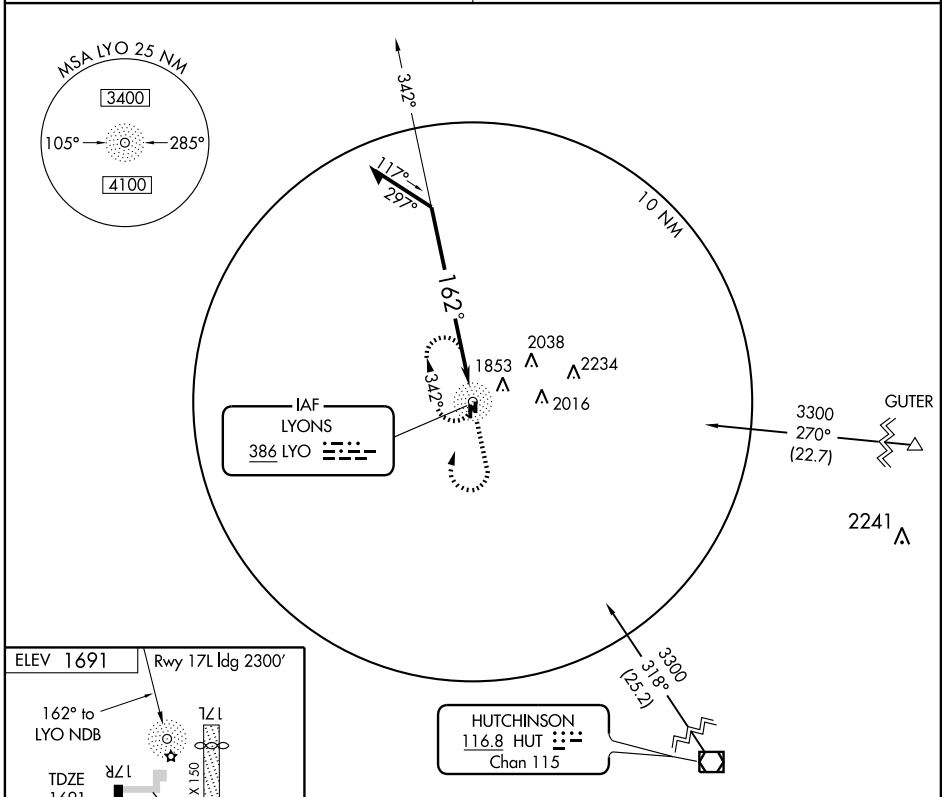 MSA LYO 25 NM
3400
105°
285°
4100
342°
117°
297°
10 NM
162°
342°
1853
2038
2234
2016
IAF
LYONS
386 LYO
3300
270°
(22.7)
GUTER
2241
3300
318°
(25.2)
HUTCHINSON
116.8 HUT
Chan 115
ELEV 1691
Rwy 17L ldg 2300'
162° to
LYO NDB
17L
17R
X 150
TDZE
1691